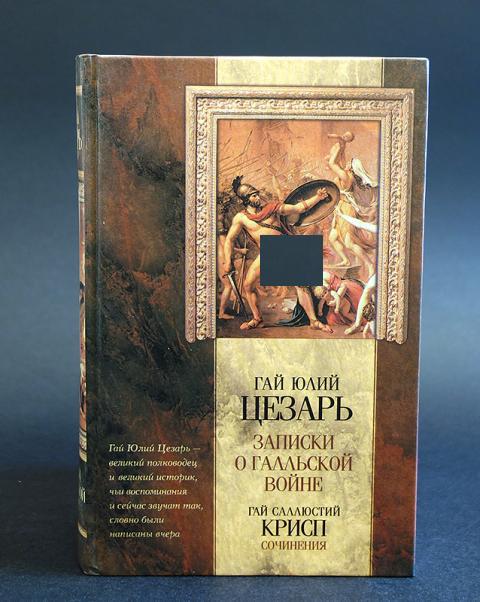 ГАЙ ЮЛИЙ
ЦЕЗАРЬ
ЗАПИСКИ
О ГАЛЛЬСКОЙ
ВОЙНЕ
ГАЙ САЛЛЮСТИЙ
КРИСП
СОЧИНЕНИЯ
Гай Юлий Цезарь —
великий полководец
и великий историк,
чьи воспоминания
и сейчас звучат так,
словно были
написаны вчера